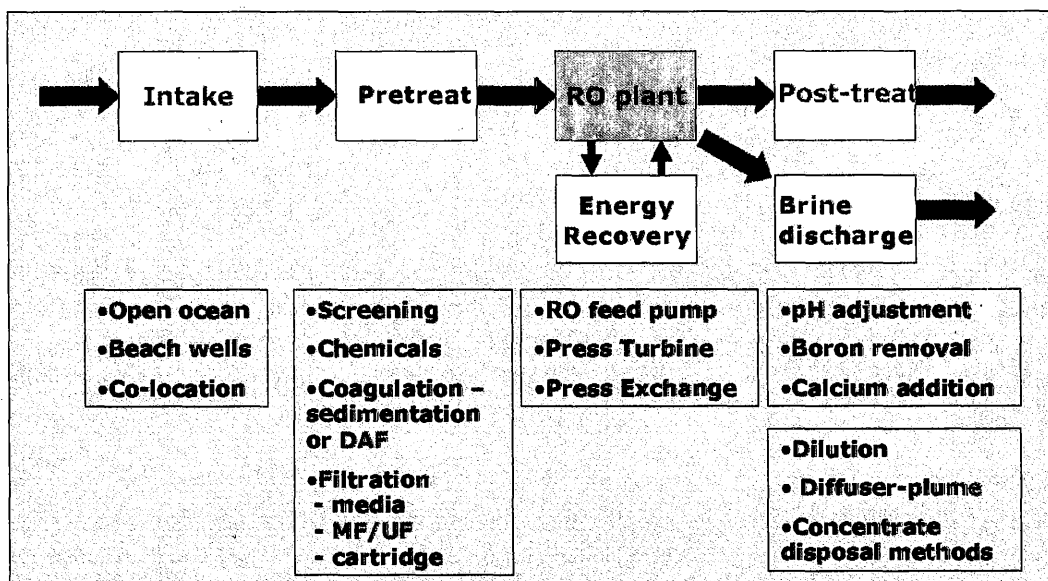 Intake
Pretreat
RO plant
Post-treat
Energy
Recovery
Brine
discharge
•Open ocean
•Beach wells
•Co-location
•Screening
•Chemicals
•Coagulation –
sedimentation
or DAF
•Filtration
- media
- MF/UF
- cartridge
•RO feed pump
•Press Turbine
•Press Exchange
•pH adjustment
•Boron removal
•Calcium addition
•Dilution
• Diffuser-plume
•Concentrate
disposal methods